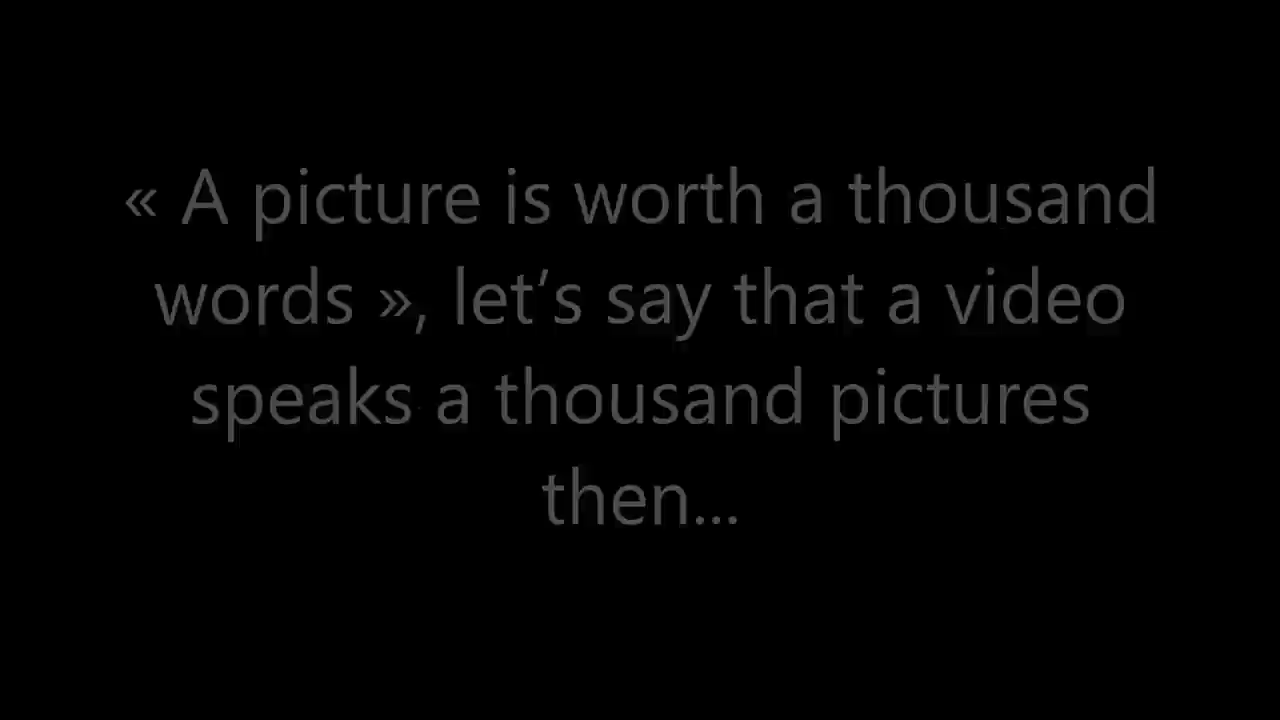 « A picture is worth a thousand
words », let’s say that a video
speaks a thousand pictures
then...